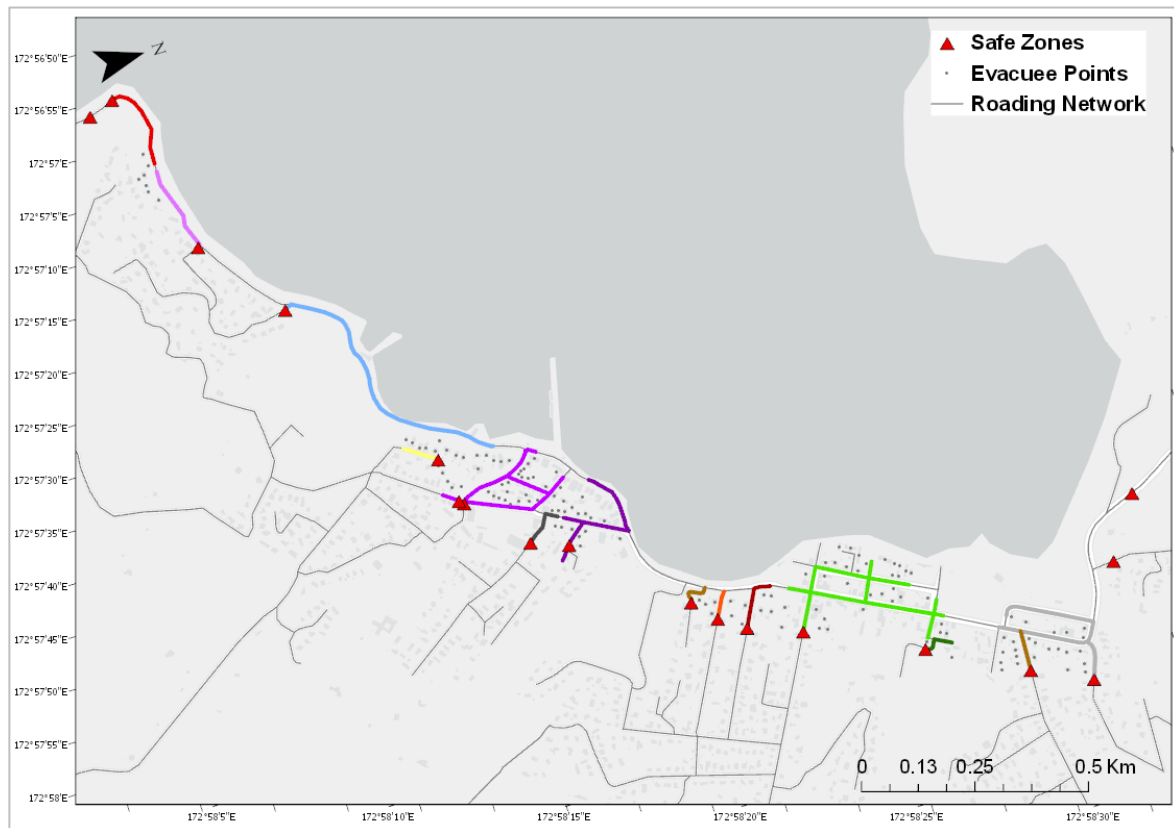 172°56'50"E
N
Safe Zones
Evacuee Points
Roading Network
172°56'55"E
172°57'E
172°57'5"E
172°57'10"E
172°57'15"E
172°57'20"E
172°57'25"E
172°57'30"E
172°57'35"E
172°57'40"E
172°57'45"E
172°57'50"E
172°57'55"E
0 0.13 0.25 0.5 Km
172°58'E
172°58'5"E 172°58'10"E 172°58'15"E 172°58'20"E 172°58'25"E 172°58'30"E